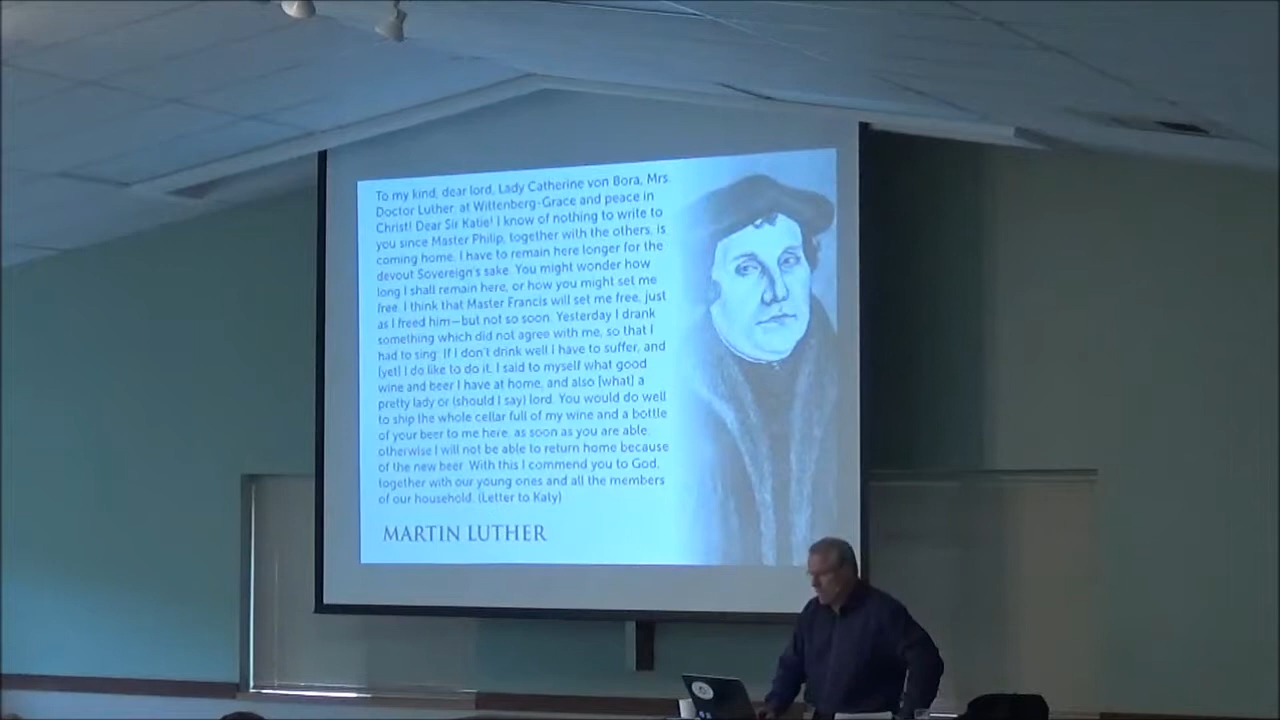 To my kind, dear lord, Lady Catherine von Bora, Mrs.
Doctor Luther, at Wittenberg-Grace and peace in
Christ! Dear Sir Katie! I know of nothing to write to
you since Master Philip, together with the others, is
coming home. I have to remain here longer for the
devout Sovereign's sake. You might wonder how
long I shall remain here, or how you might set me
free. I think that Master Francis will set me free, just
as I freed him—but not so soon. Yesterday I drank
something which did not agree with me, so that I
had to sing: If I don't drink well I have to suffer, and
[yet] I do like to do it. I said to myself what good
wine and beer I have at home, and also [what] a
pretty lady or (should I say) lord. You would do well
to ship the whole cellar full of my wine and a bottle
of your beer to me here, as soon as you are able;
otherwise I will not be able to return home because
of the new beer. With this I commend you to God,
together with our young ones and all the members
of our household. (Letter to Katy)
MARTIN LUTHER